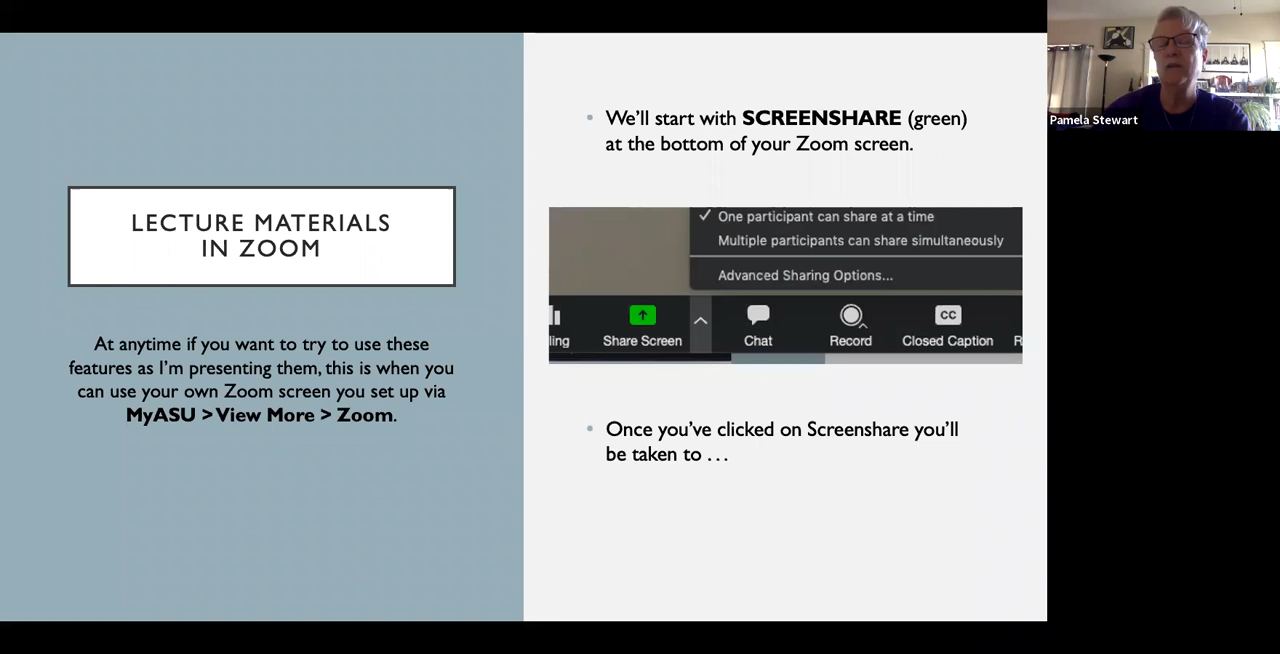 LECTURE MATERIALS
IN ZOOM
At anytime if you want to try to use these
features as I'm presenting them, this is when you
can use your own Zoom screen you set up via
MyASU > View More > Zoom.
• We'll start with SCREENSHARE (green)
at the bottom of your Zoom screen.
✓ One participant can share at a time
Multiple participants can share simultaneously
Advanced Sharing Options...
ling Share Screen Chat Record CC Closed Caption R
• Once you've clicked on Screenshare you'll
be taken to . . .
Pamela Stewart